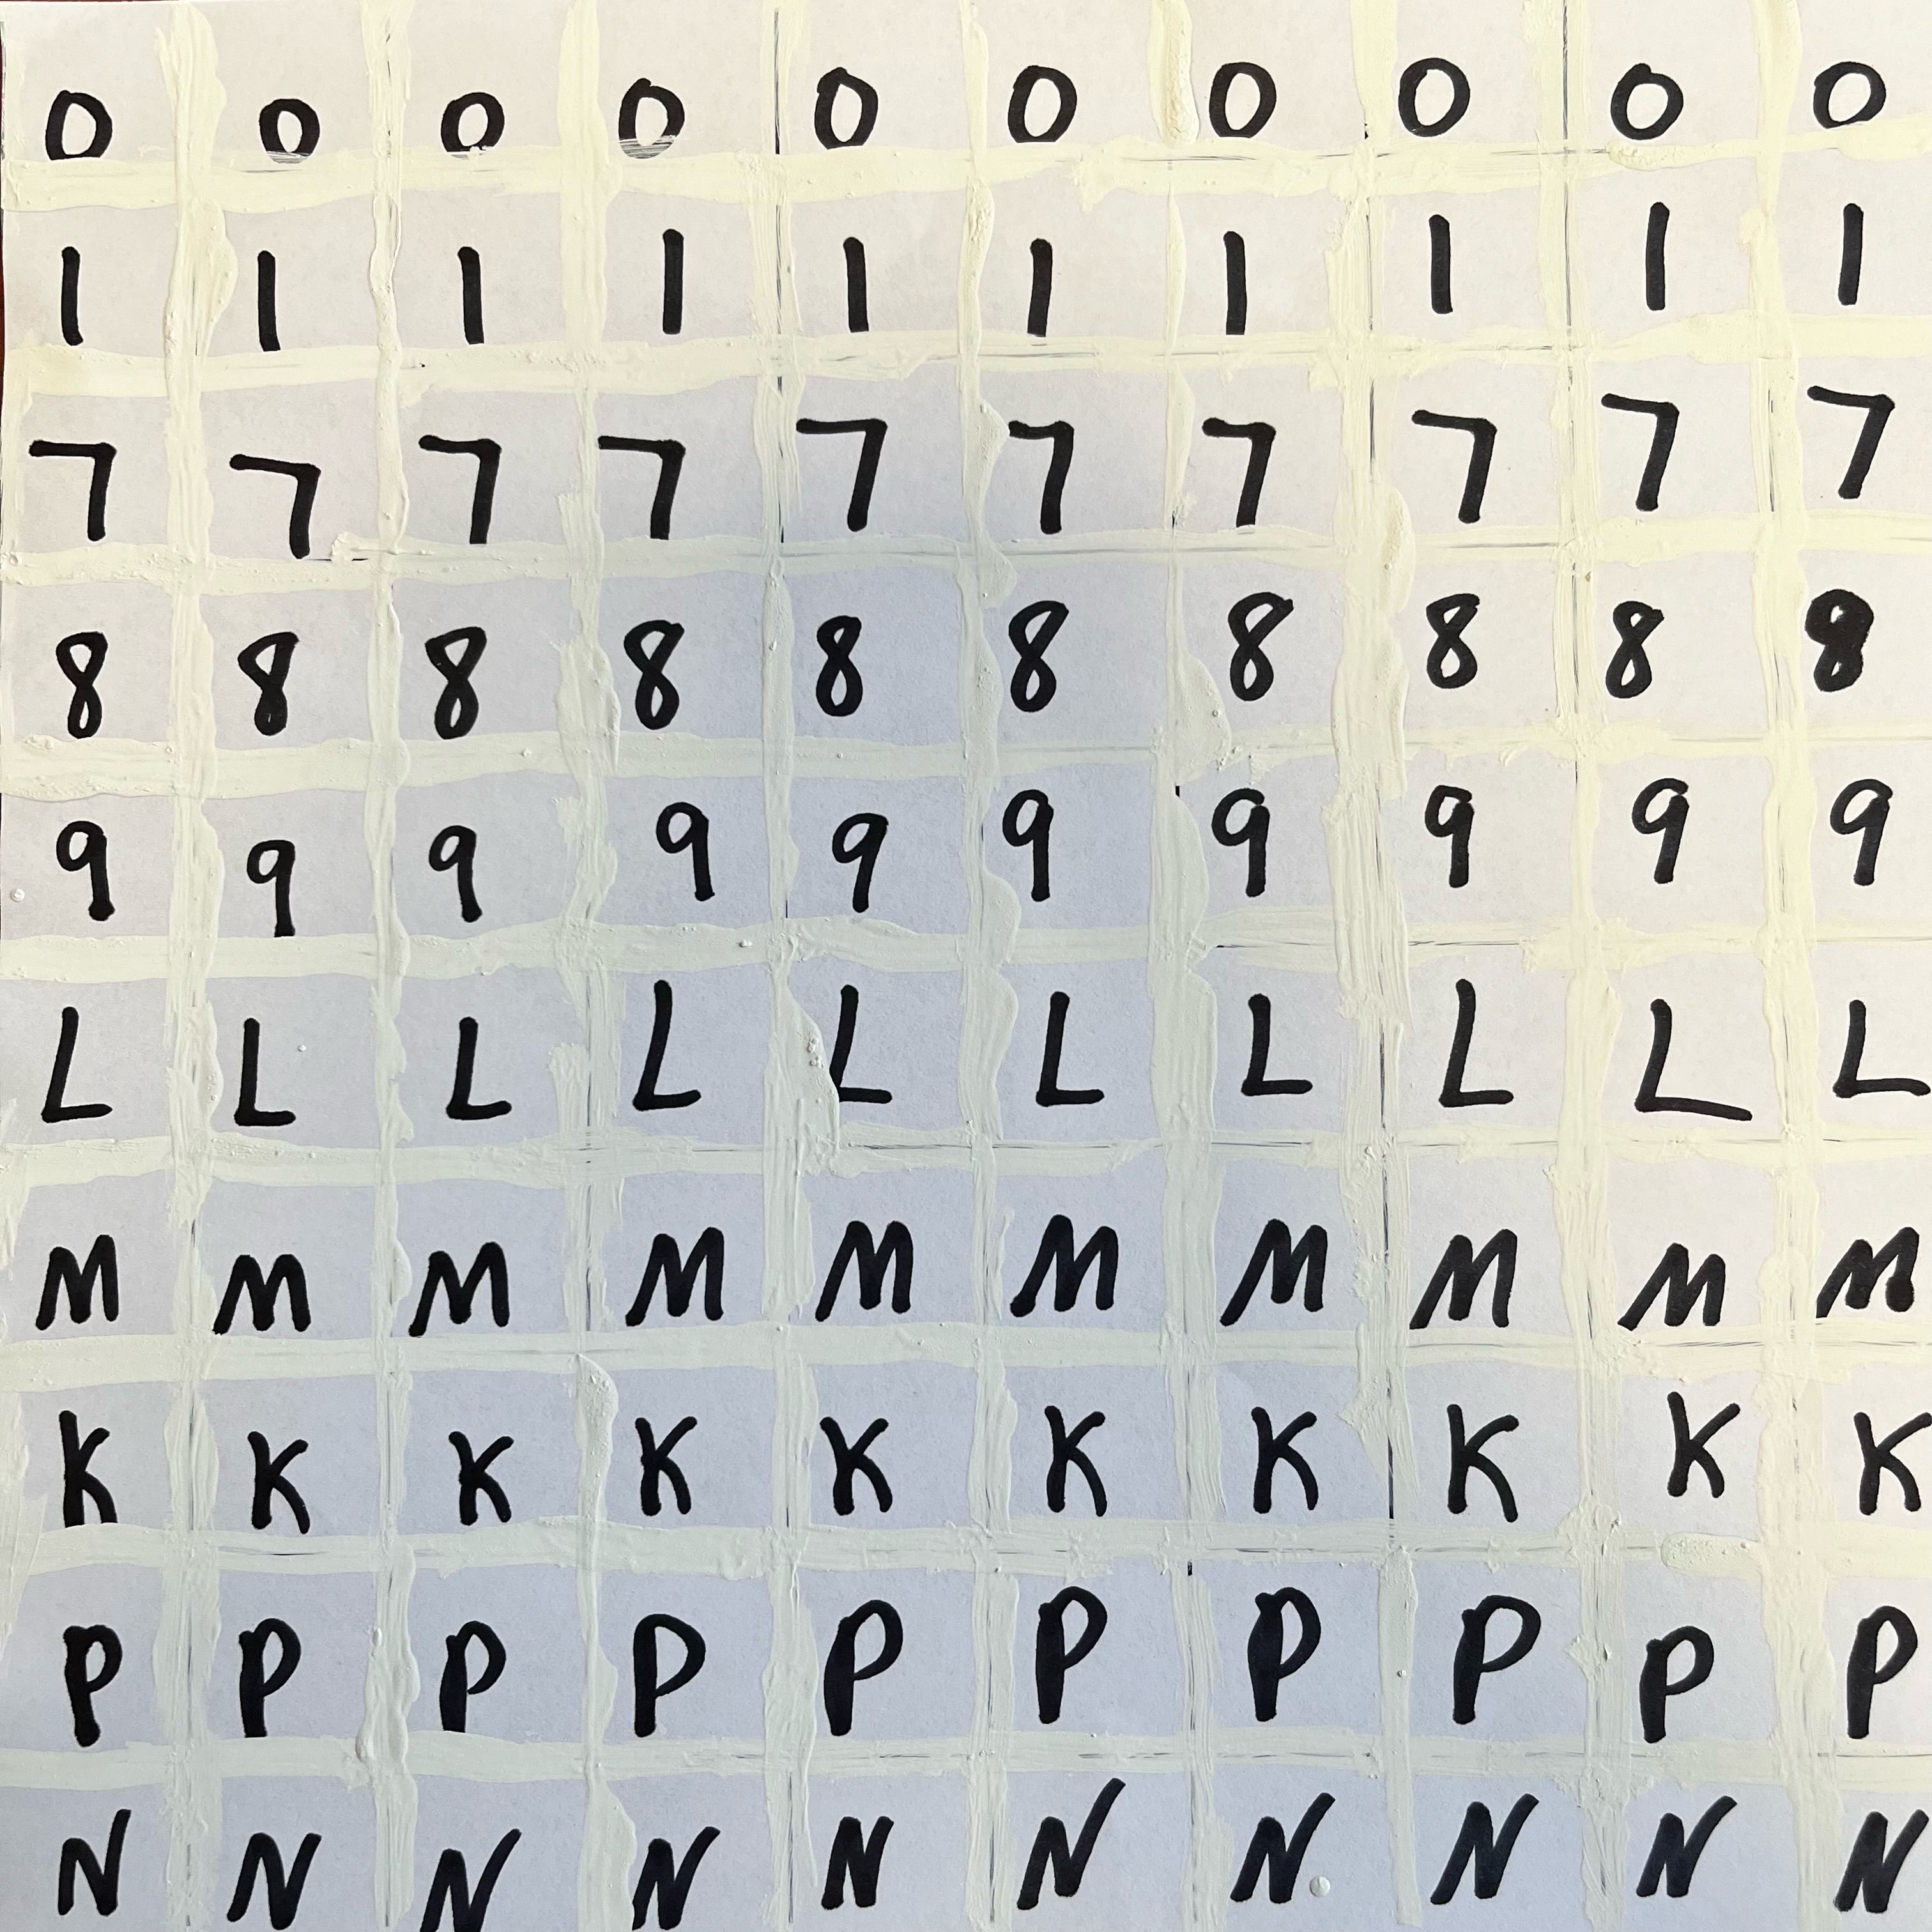 0 0 0 0 0 0 0 0 0 0
1 1 1 1 1 1 1 1 1 1
7 7 7 7 7 7 7 7 7 7
8 8 8 8 8 8 8 8 8 8
9 9 9 9 9 9 9 9 9 9
L L L L L L L L L L
M M M M M M M M M M
K K K K K K K K K K
P P P P P P P P P P
N N N N N N N N N N